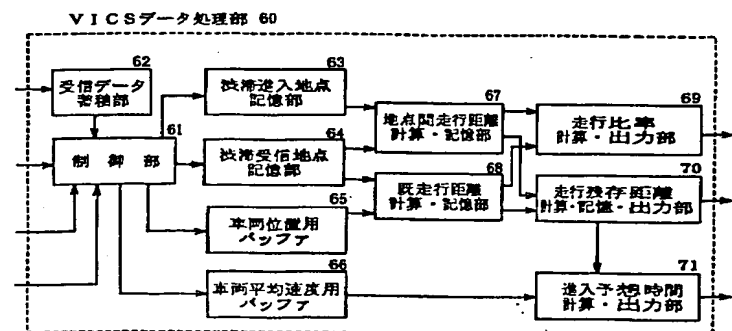 VICSデータ処理部 60
62
受信データ
蓄積部
61
制御部
63
渋滞進入地点
記憶部
64
渋滞受信地点
記憶部
65
車両位置用
バッファ
66
車両平均速度用
バッファ
67
地点間走行距離
計算・記憶部
68
既走行距離
計算・記憶部
69
走行比率
計算・出力部
70
走行残存距離
計算・記憶・出力部
71
進入予想時間
計算・出力部